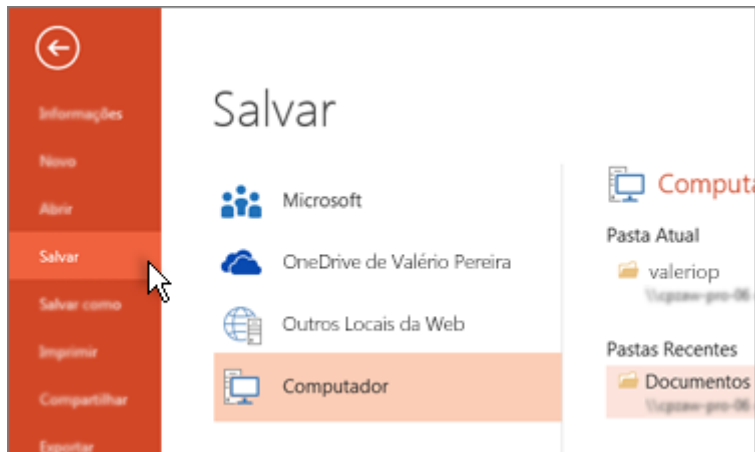 Informações
Novo
Abrir
Salvar
Salvar como
Imprimir
Compartilhar
Exportar
Salvar
Microsoft
OneDrive de Valério Pereira
Outros Locais da Web
Computador
Pasta Atual
valeriop
Pastas Recentes
Documentos